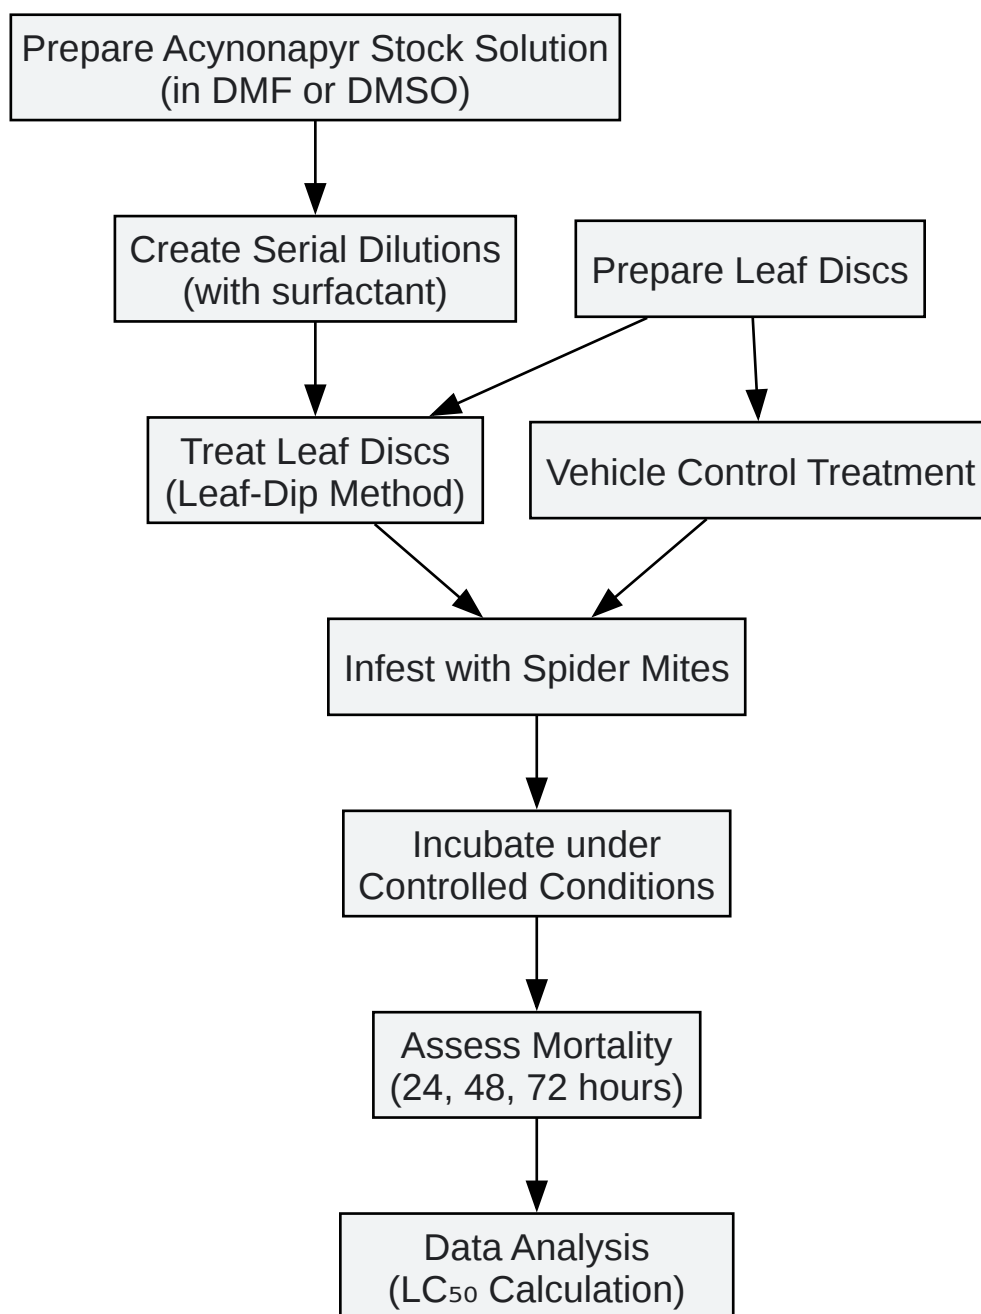 Prepare Acynonapyr Stock Solution
(in DMF or DMSO)
Create Serial Dilutions
(with surfactant)
Prepare Leaf Discs
Treat Leaf Discs
(Leaf-Dip Method)
Vehicle Control Treatment
Infest with Spider Mites
Incubate under
Controlled Conditions
Assess Mortality
(24, 48, 72 hours)
Data Analysis
(LC₅₀ Calculation)